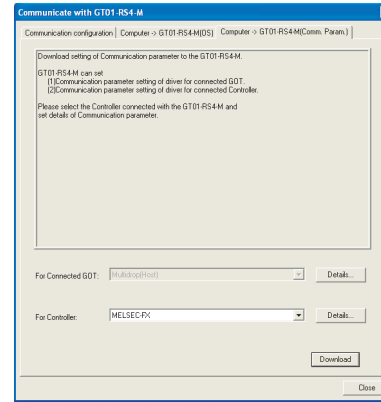 Communicate with GT01-RS4-M
Communication configuration Computer -> GT01-RS4-M(OS) Computer -> GT01-RS4-M(Comm. Param.)
Download setting of Communication parameter to the GT01-RS4-M.
GT01-RS4-M can set
(1)Communication parameter setting of driver for connected GOT.
(2)Communication parameter setting of driver for connected Controller.
Please select the Controller connected with the GT01-RS4-M and
set details of Communication parameter.
For Connected GOT: Multidrop(Host) Details...
For Controller: MELSEC-FX Details...
Download
Close